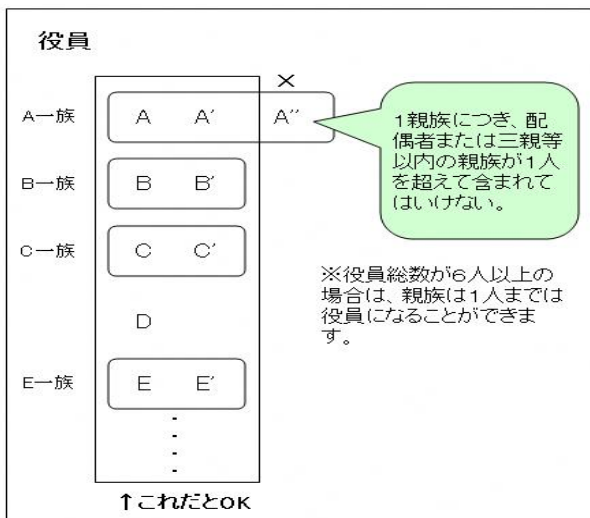 役員
×
A一族 A A′ A′′
1親族につき、配
偶者または三親等
以内の親族が1人
を超えて含まれて
はいけない。
B一族 B B′
C一族 C C′
※役員総数が6人以上の
場合は、親族は1人までは
役員になることができま
す。
D
E一族 E E′
↑これだとOK